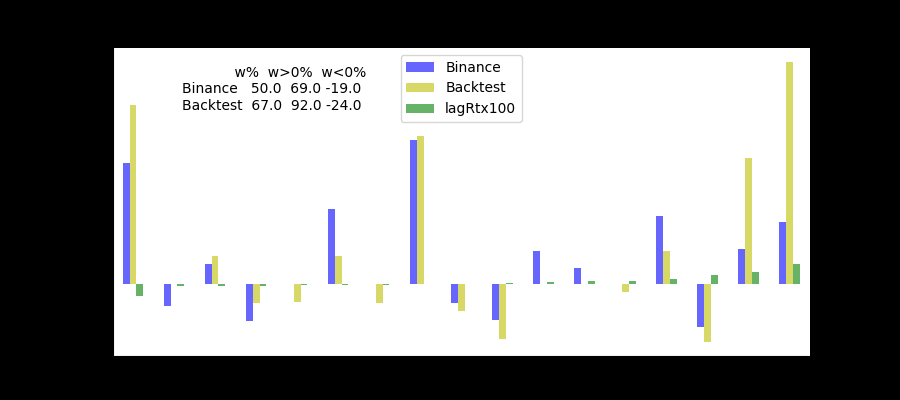 w%  w>0%  w<0%
Binance   50.0  69.0 -19.0
Backtest  67.0  92.0 -24.0
Binance
Backtest
lagRtx100